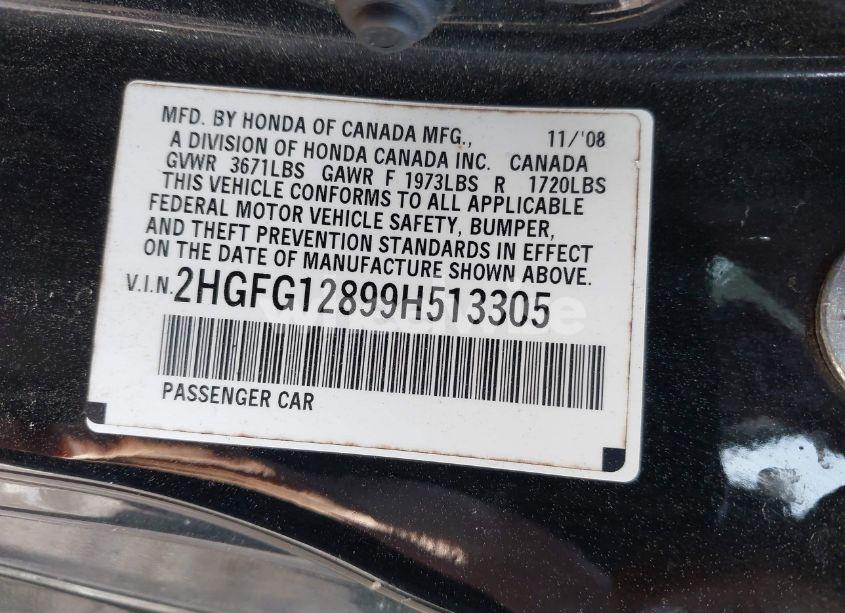 MFD. BY HONDA OF CANADA MFG., 11/'08
A DIVISION OF HONDA CANADA INC. CANADA
GVWR 3671LBS GAWR F 1973LBS R 1720LBS
THIS VEHICLE CONFORMS TO ALL APPLICABLE
FEDERAL MOTOR VEHICLE SAFETY, BUMPER,
AND THEFT PREVENTION STANDARDS IN EFFECT
ON THE DATE OF MANUFACTURE SHOWN ABOVE.
V.I.N. 2HGFG12899H513305
PASSENGER CAR